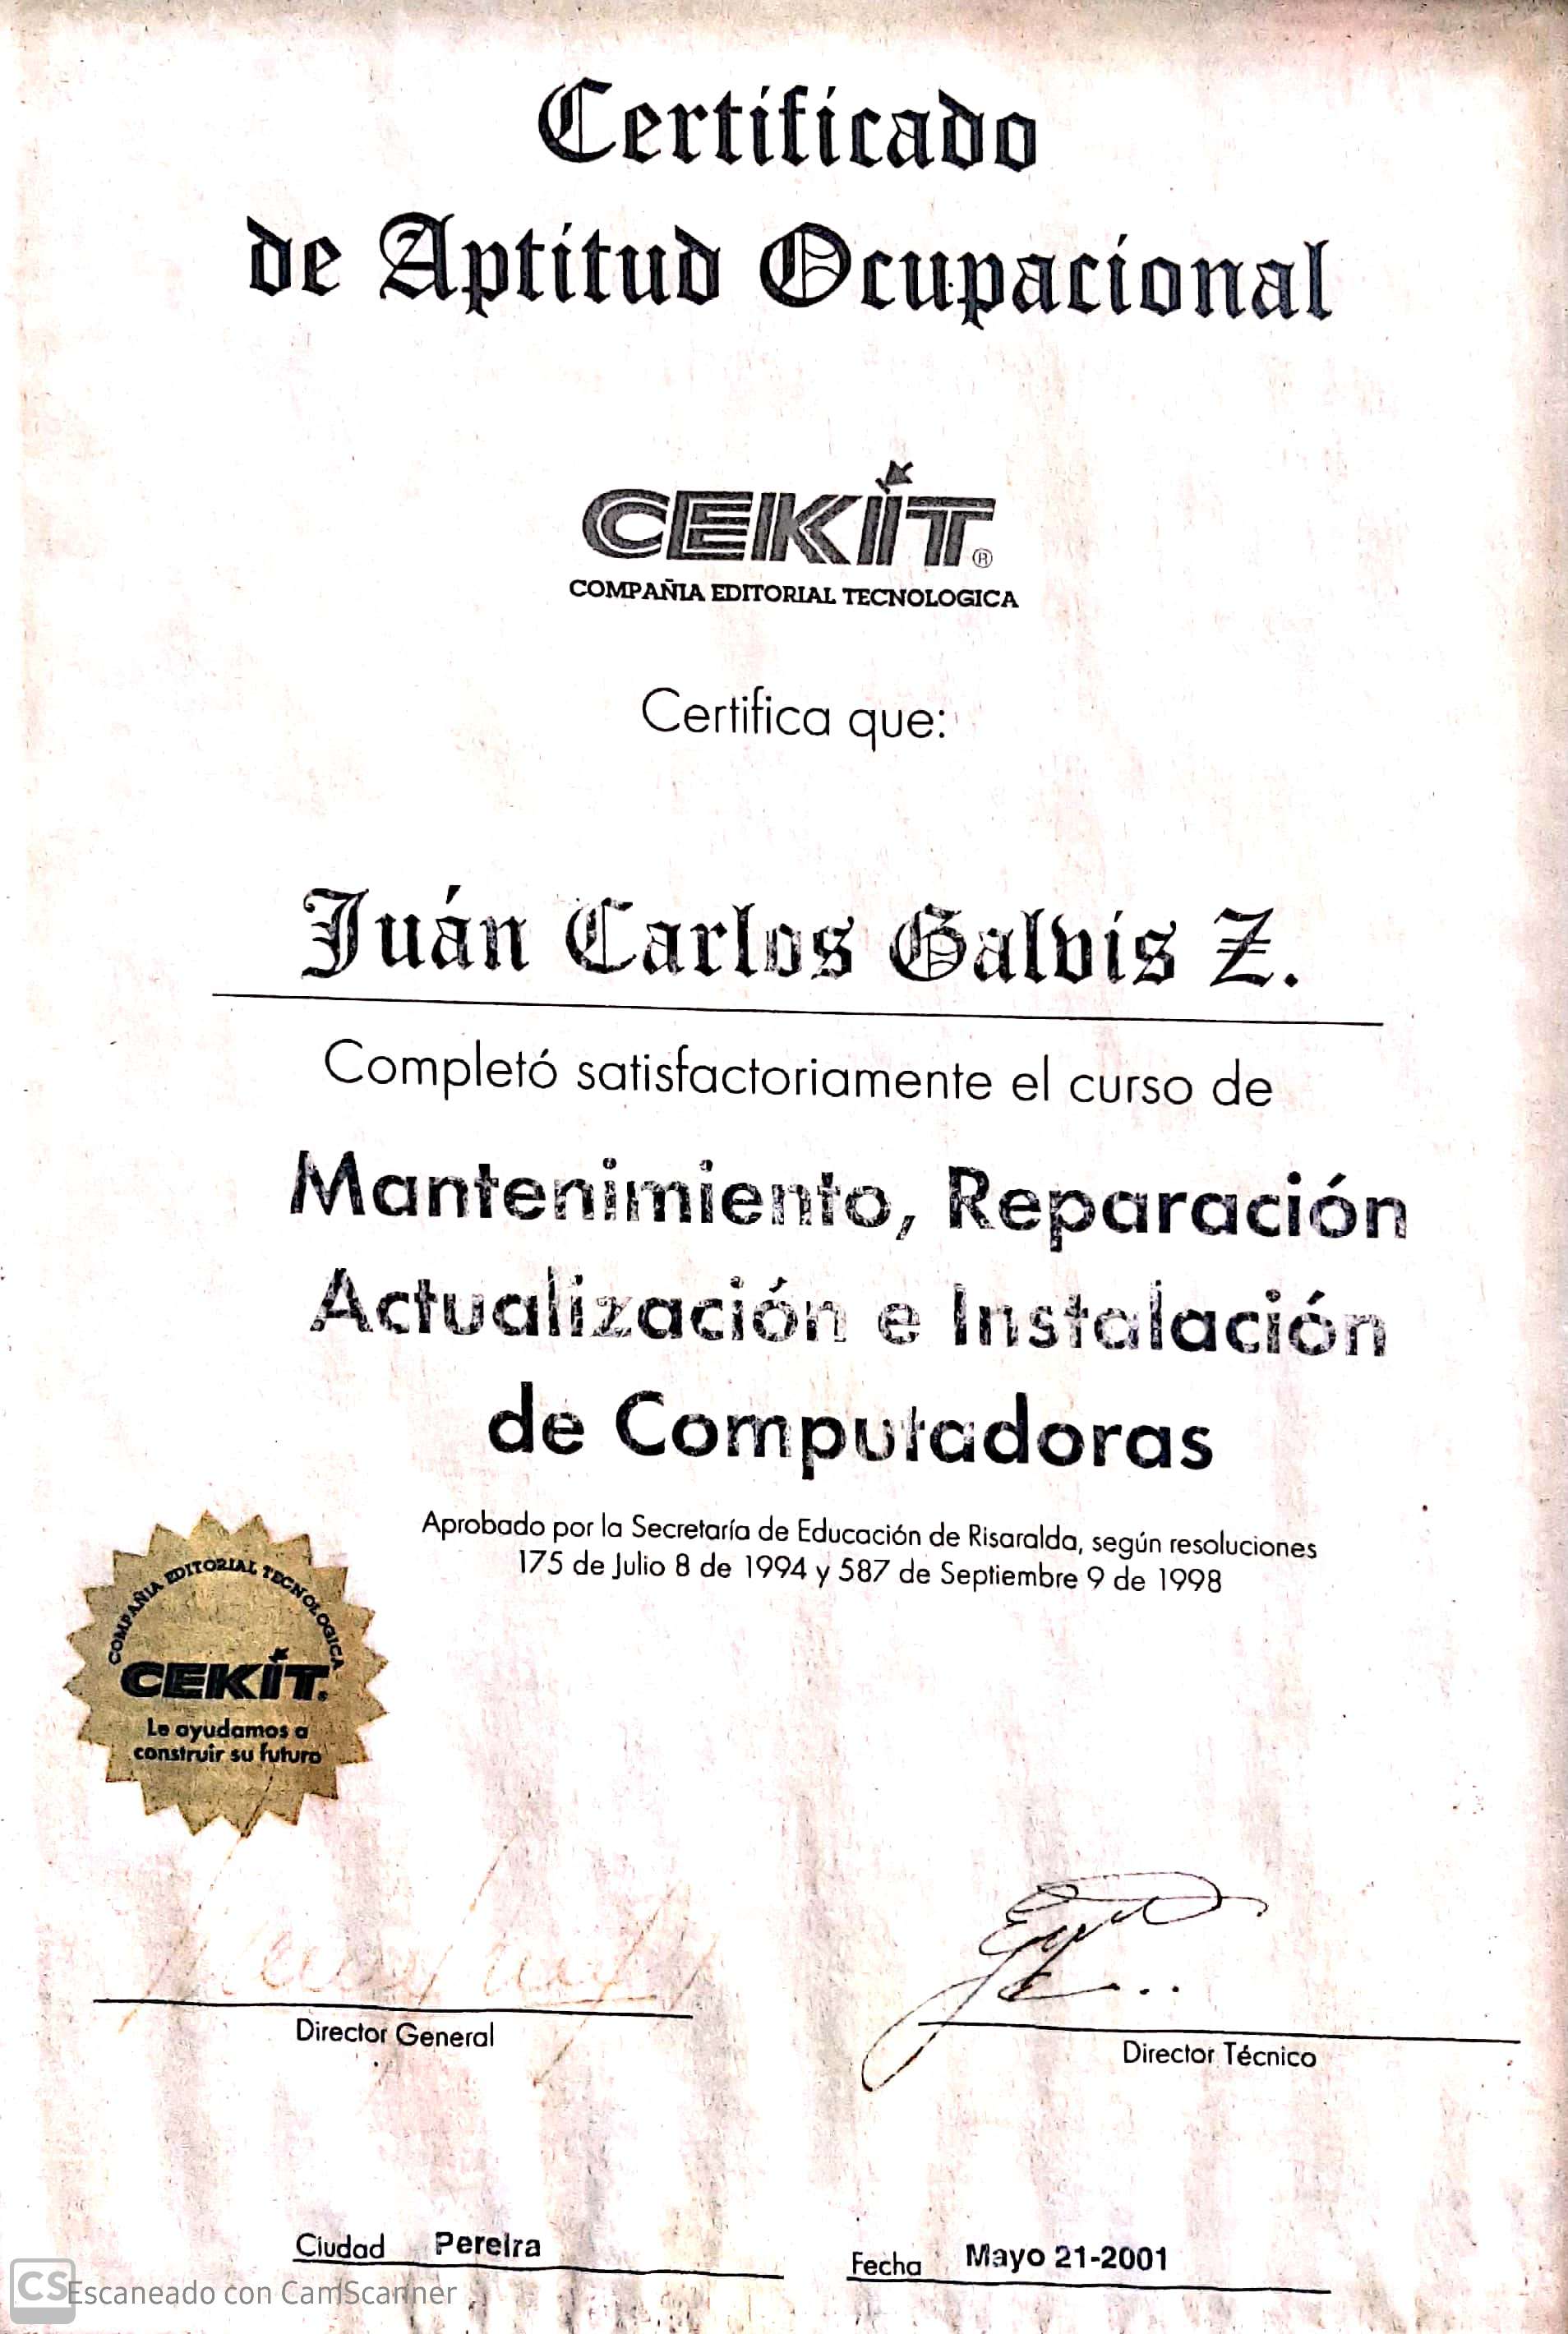 Certificado
de Aptitud Ocupacional
CEKIT®
COMPAÑIA EDITORIAL TECNOLOGICA
Certifica que:
Juán Carlos Galvis Z.
Completó satisfactoriamente el curso de
Mantenimiento, Reparación
Actualización e Instalación
de Computadoras
Aprobado por la Secretaría de Educación de Risaralda, según resoluciones
175 de Julio 8 de 1994 y 587 de Septiembre 9 de 1998
COMPAÑIA EDITORIAL TECNOLOGICA
CEKIT®
Le ayudamos a
construir su futuro
Director General
Director Técnico
Ciudad Pereira
Fecha Mayo 21-2001
CS Escaneado con CamScanner